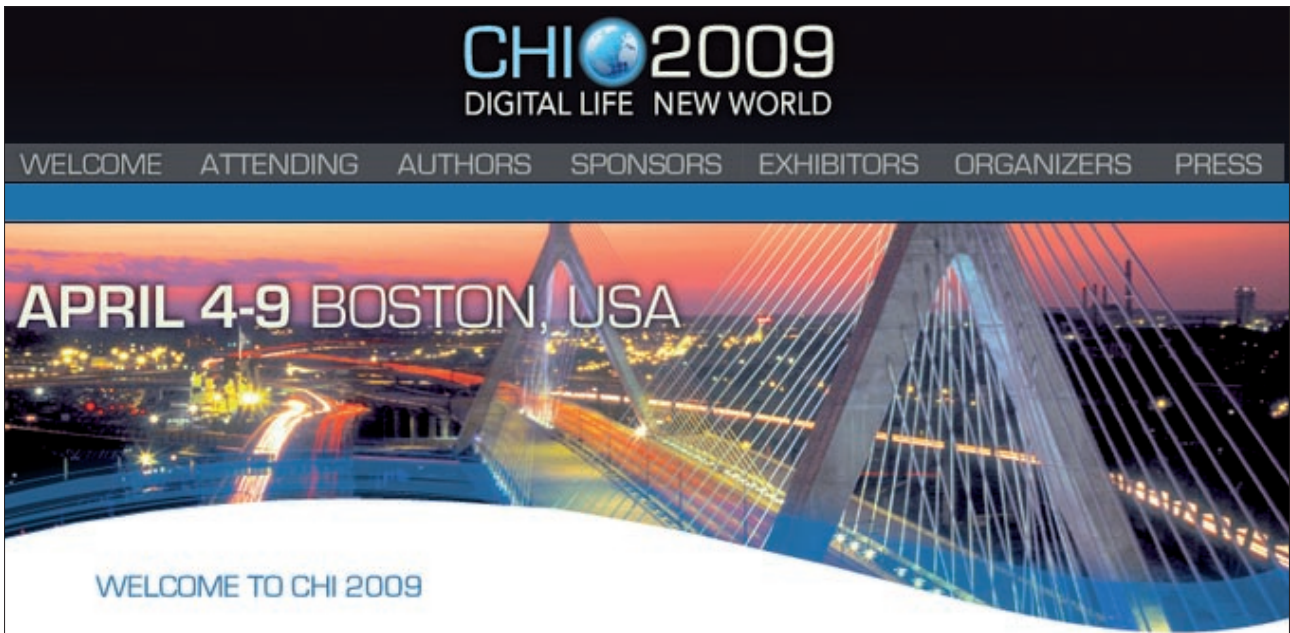 CHI 2009
DIGITAL LIFE NEW WORLD
WELCOME ATTENDING AUTHORS SPONSORS EXHIBITORS ORGANIZERS PRESS
APRIL 4-9 BOSTON, USA
WELCOME TO CHI 2009